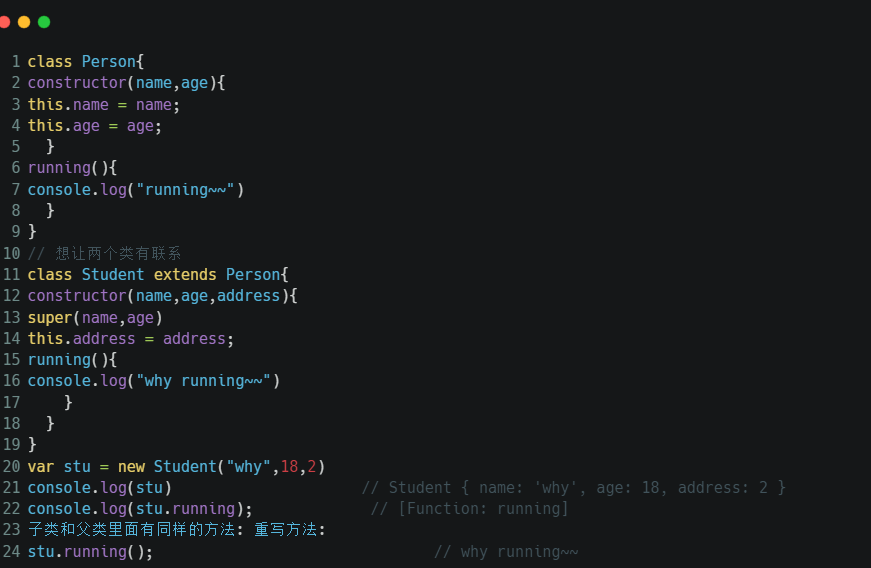 1 class Person{
2 constructor(name,age){
3 this.name = name;
4 this.age = age;
5   }
6 running(){
7 console.log("running~~")
8   }
9 }
10 // 想让两个类有联系
11 class Student extends Person{
12 constructor(name,age,address){
13 super(name,age)
14 this.address = address;
15 running(){
16 console.log("why running~~")
17     }
18   }
19 }
20 var stu = new Student("why",18,2)
21 console.log(stu)                     // Student { name: 'why', age: 18, address: 2 }
22 console.log(stu.running);             // [Function: running]
23 子类和父类里面有同样的方法: 重写方法:
24 stu.running();                               // why running~~